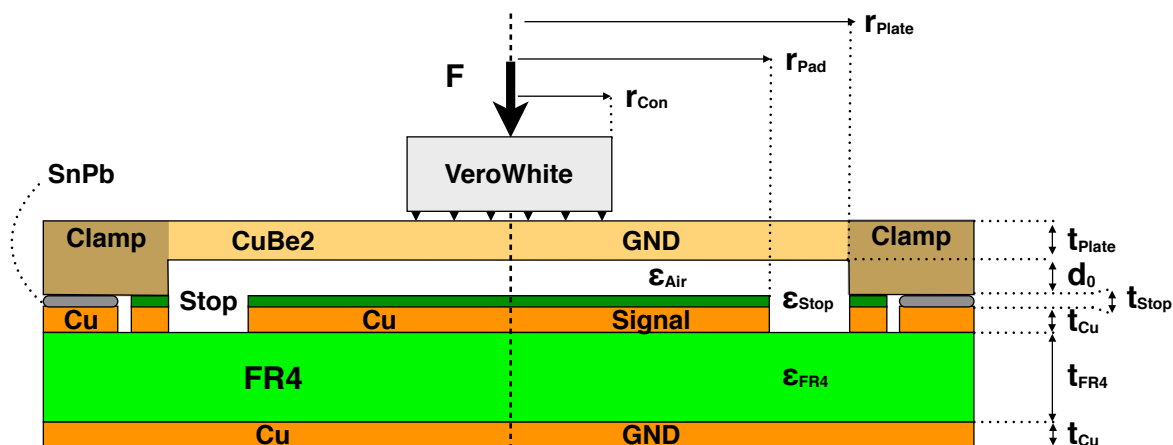 r_Plate
r_Pad
F
r_Con
SnPb
VeroWhite
Clamp CuBe2 GND Clamp t_Plate
ε_Air d_0
Stop ε_Stop t_Stop
Cu Cu Signal t_Cu
FR4 ε_FR4 t_FR4
Cu GND t_Cu